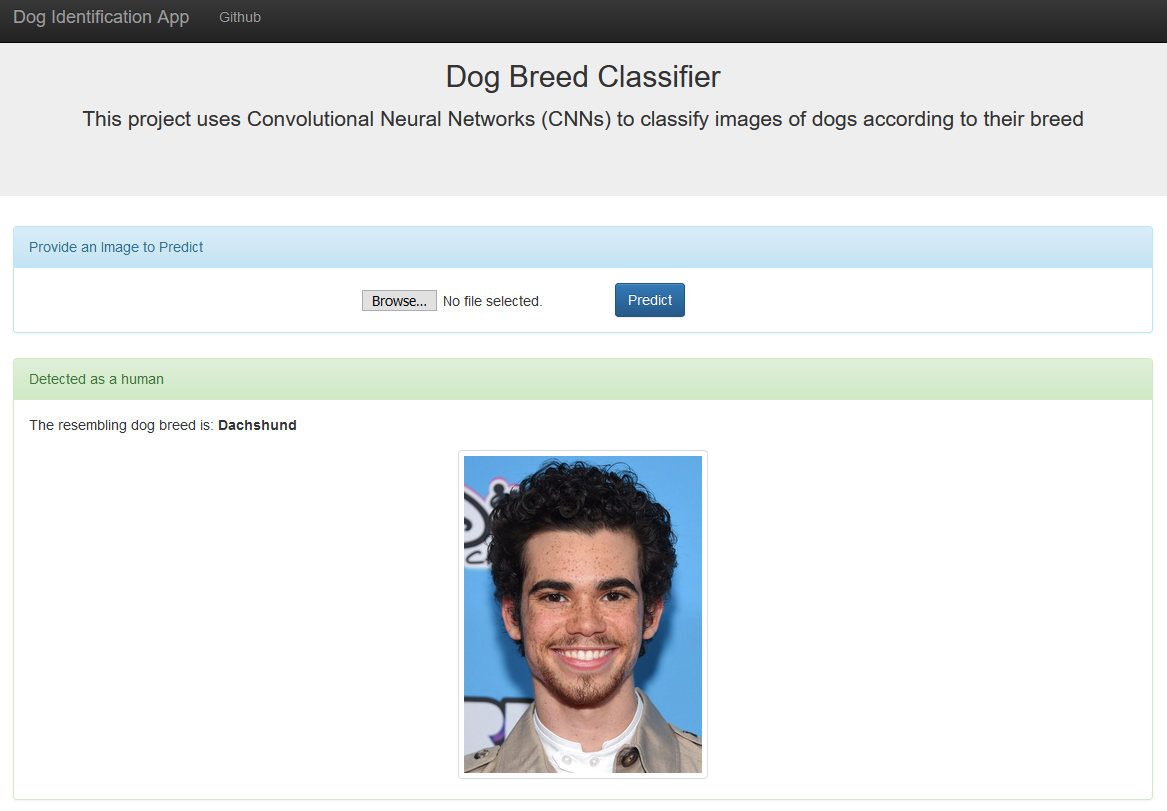 Dog Identification App Github
Dog Breed Classifier
This project uses Convolutional Neural Networks (CNNs) to classify images of dogs according to their breed
Provide an Image to Predict
Browse... No file selected. Predict
Detected as a human
The resembling dog breed is: Dachshund